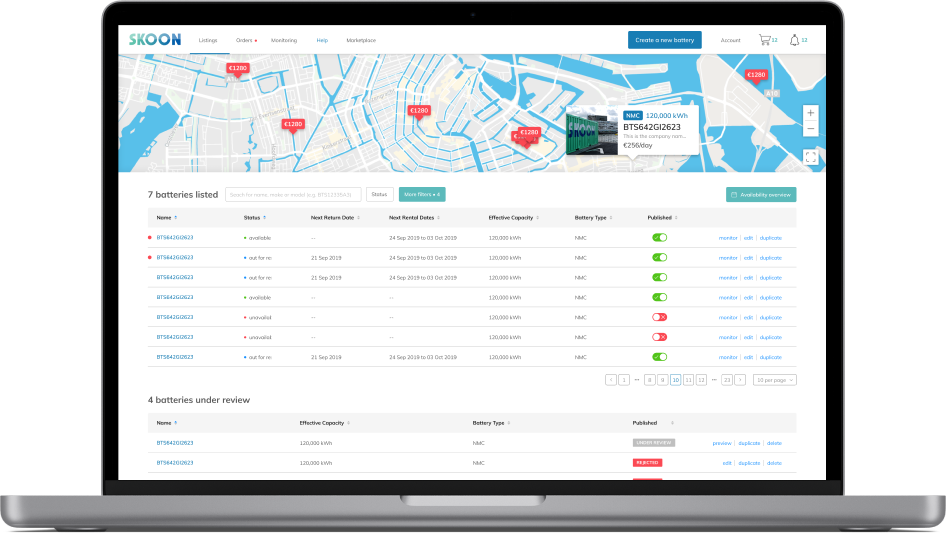 SKOON Listings Orders Monitoring Help Marketplace Create a new battery Account 12 12
€1280
€1280
A10
€1280
€1280
€1280
A10
NMC 120,000 kWh
BTS642GI2623
This is the company nam...
€256/day
SKOON
+
−
7 batteries listed Search for name, make or model (e.g. BTS123JSA2) Status More filters • 4 Availability overview
Name Status Next Return Date Next Rental Dates Effective Capacity Battery Type Published
BTS642GI2623 available -- 24 Sep 2019 to 03 Oct 2019 120,000 kWh NMC monitor | edit | duplicate
BTS642GI2623 out for re 21 Sep 2019 24 Sep 2019 to 03 Oct 2019 120,000 kWh NMC monitor | edit | duplicate
BTS642GI2623 out for re 21 Sep 2019 24 Sep 2019 to 03 Oct 2019 120,000 kWh NMC monitor | edit | duplicate
BTS642GI2623 available -- -- 120,000 kWh NMC monitor | edit | duplicate
BTS642GI2623 unavailab -- -- 120,000 kWh NMC monitor | edit | duplicate
BTS642GI2623 unavailab -- -- 120,000 kWh NMC monitor | edit | duplicate
BTS642GI2623 out for re 21 Sep 2019 24 Sep 2019 to 03 Oct 2019 120,000 kWh NMC monitor | edit | duplicate
< 1 ••• 8 9 10 11 12 ••• 23 > 10 per page
4 batteries under review
Name Effective Capacity Battery Type Published
BTS642GI2623 120,000 kWh NMC UNDER REVIEW preview | duplicate | delete
BTS642GI2623 120,000 kWh NMC REJECTED edit | duplicate | delete